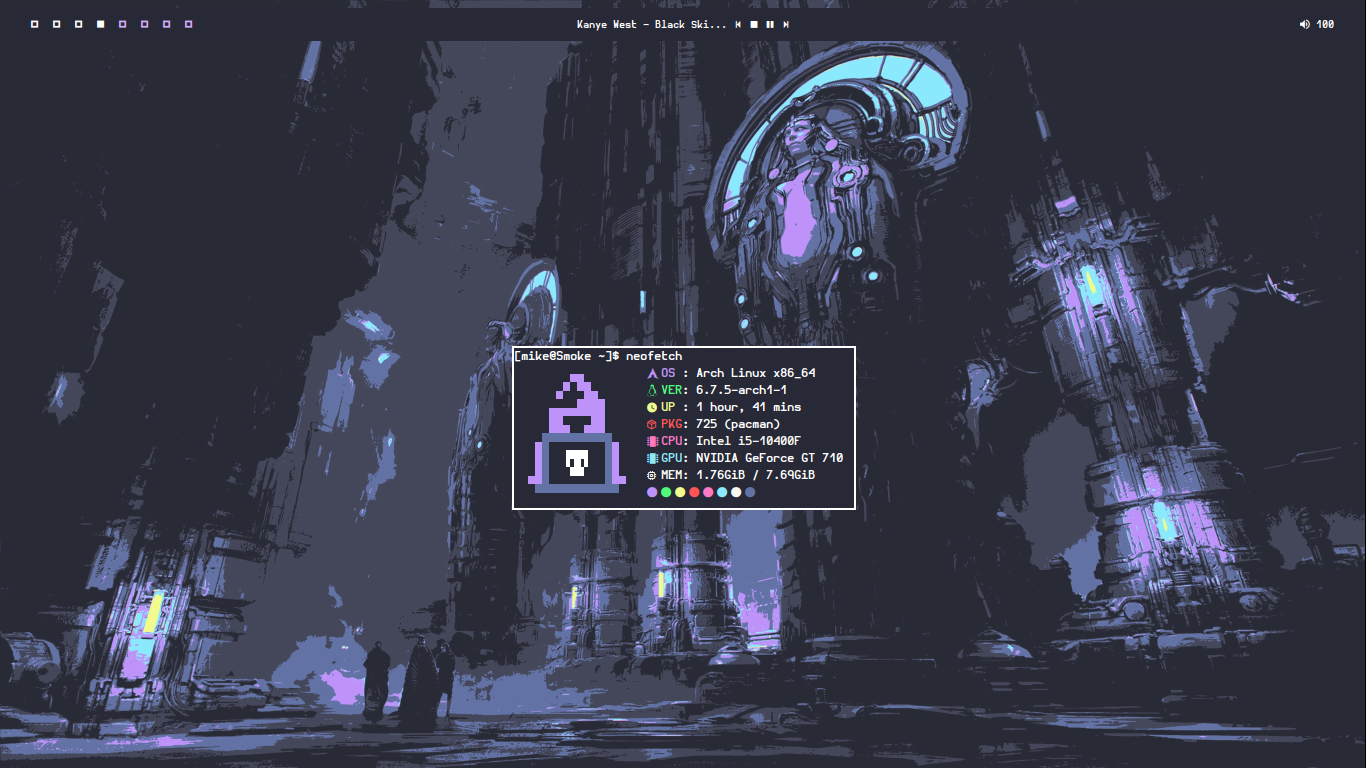 Kanye West - Black Ski...
100
[mike@Smoke ~]$ neofetch
OS : Arch Linux x86_64
VER: 6.7.5-arch1-1
UP : 1 hour, 41 mins
PKG: 725 (pacman)
CPU: Intel i5-10400F
GPU: NVIDIA GeForce GT 710
MEM: 1.76GiB / 7.69GiB